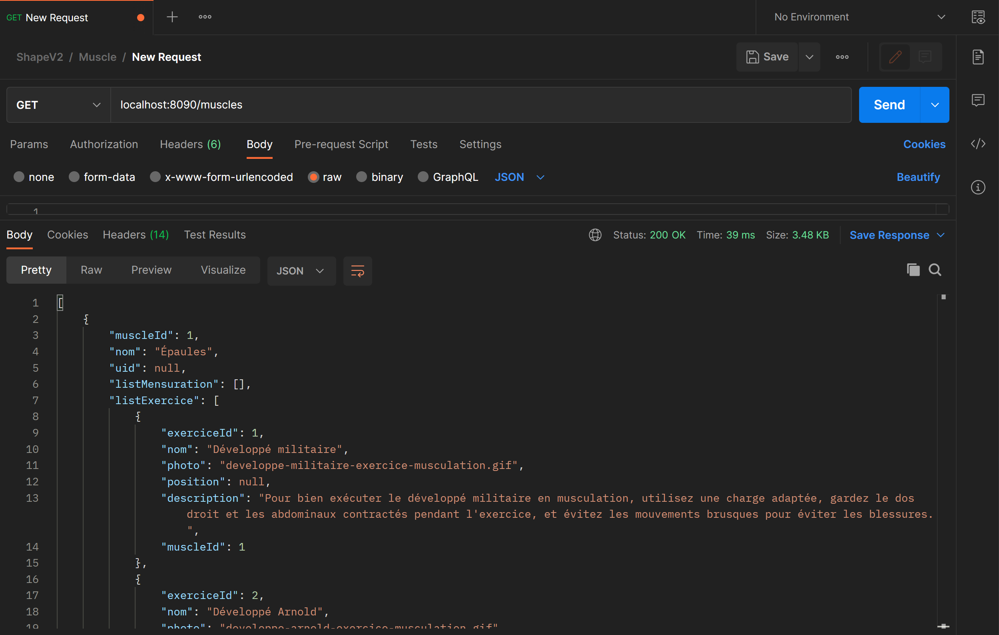 GET New Request
No Environment
ShapeV2 / Muscle / New Request
Save
GET
localhost:8090/muscles
Send
Params Authorization Headers (6) Body Pre-request Script Tests Settings Cookies
none form-data x-www-form-urlencoded raw binary GraphQL JSON Beautify
1
Body Cookies Headers (14) Test Results Status: 200 OK Time: 39 ms Size: 3.48 KB Save Response
Pretty Raw Preview Visualize JSON
1 [
2 {
3 "muscleId": 1,
4 "nom": "Épaules",
5 "uid": null,
6 "listMensuration": [],
7 "listExercice": [
8 {
9 "exerciceId": 1,
10 "nom": "Développé militaire",
11 "photo": "developpe-militaire-exercice-musculation.gif",
12 "position": null,
13 "description": "Pour bien exécuter le développé militaire en musculation, utilisez une charge adaptée, gardez le dos
droit et les abdominaux contractés pendant l'exercice, et évitez les mouvements brusques pour éviter les blessures.
",
14 "muscleId": 1
15 },
16 {
17 "exerciceId": 2,
18 "nom": "Développé Arnold",
19 "photo": "developpe-arnold-exercice-musculation.gif"